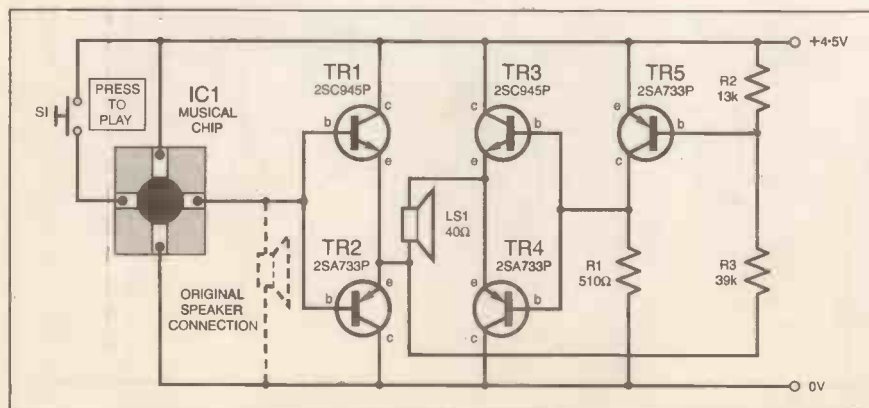 +4·5V
SI
PRESS
TO
PLAY
IC1
MUSICAL
CHIP
TR1
2SC945P
c
b
e
TR3
2SC945P
c
b
e
TR5
2SA733P
e
b
c
R2
13k
LS1
40Ω
TR2
2SA733P
e
b
c
TR4
2SA733P
e
b
c
R1
510Ω
R3
39k
ORIGINAL
SPEAKER
CONNECTION
0V